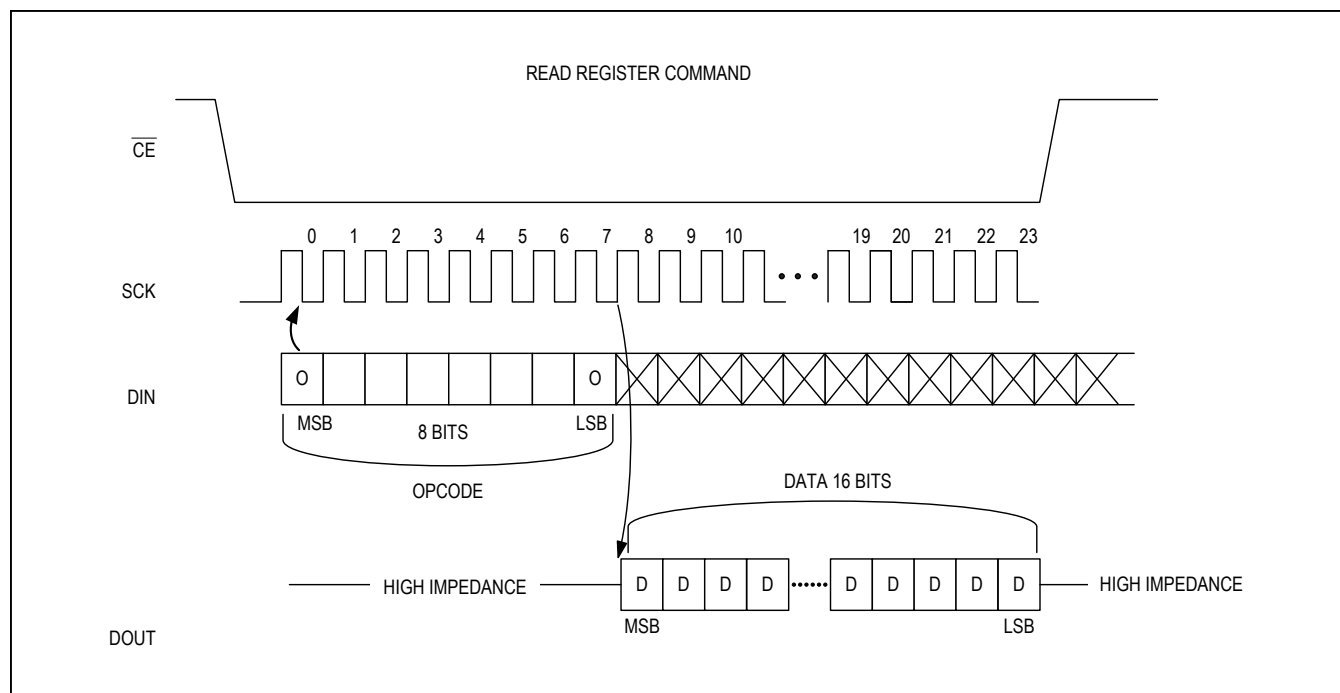 READ REGISTER COMMAND
CE
0 1 2 3 4 5 6 7 8 9 10 19 20 21 22 23
SCK
O O
DIN
MSB 8 BITS LSB
OPCODE
DATA 16 BITS
HIGH IMPEDANCE D D D D D D D D D HIGH IMPEDANCE
MSB LSB
DOUT